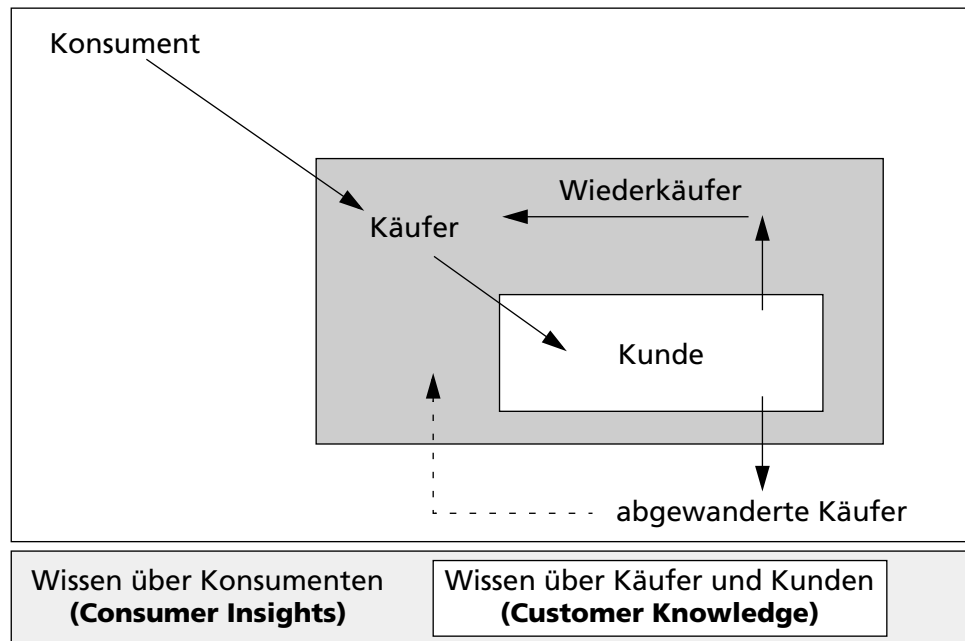 Konsument
Wiederkäufer
Käufer
Kunde
abgewanderte Käufer
Wissen über Konsumenten
(Consumer Insights)
Wissen über Käufer und Kunden
(Customer Knowledge)